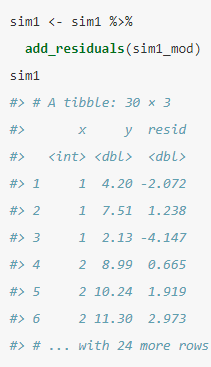 sim1 <- sim1 %>%
  add_residuals(sim1_mod)
sim1
#> # A tibble: 30 × 3
#>       x     y  resid
#>   <int> <dbl>  <dbl>
#> 1     1  4.20 -2.072
#> 2     1  7.51  1.238
#> 3     1  2.13 -4.147
#> 4     2  8.99  0.665
#> 5     2 10.24  1.919
#> 6     2 11.30  2.973
#> # ... with 24 more rows